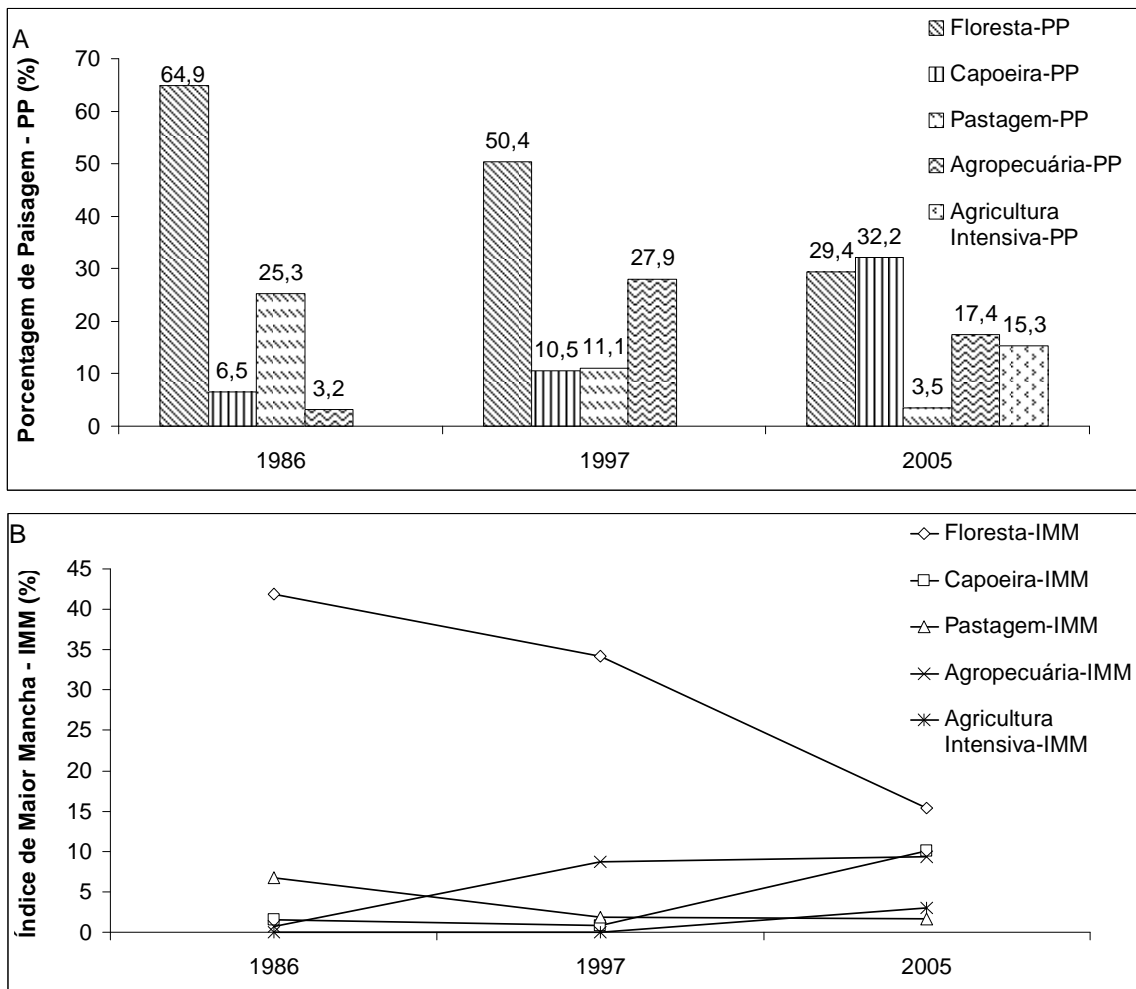 A
Porcentagem de Paisagem - PP (%)
70
60
50
40
30
20
10
0
64,9
6,5
25,3
3,2
50,4
10,5
11,1
27,9
29,4
32,2
3,5
17,4
15,3
1986
1997
2005
Floresta-PP
Capoeira-PP
Pastagem-PP
Agropecuária-PP
Agricultura
Intensiva-PP
B
Índice de Maior Mancha - IMM (%)
45
40
35
30
25
20
15
10
5
0
1986
1997
2005
Floresta-IMM
Capoeira-IMM
Pastagem-IMM
Agropecuária-IMM
Agricultura
Intensiva-IMM